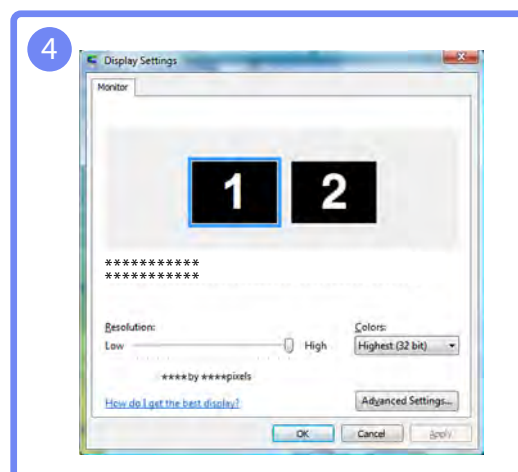 4
Display Settings
Monitor
1 2
***********
***********
Resolution: Colors:
Low High Highest (32 bit)
****by ****pixels
How do I get the best display? Advanced Settings...
OK Cancel Apply